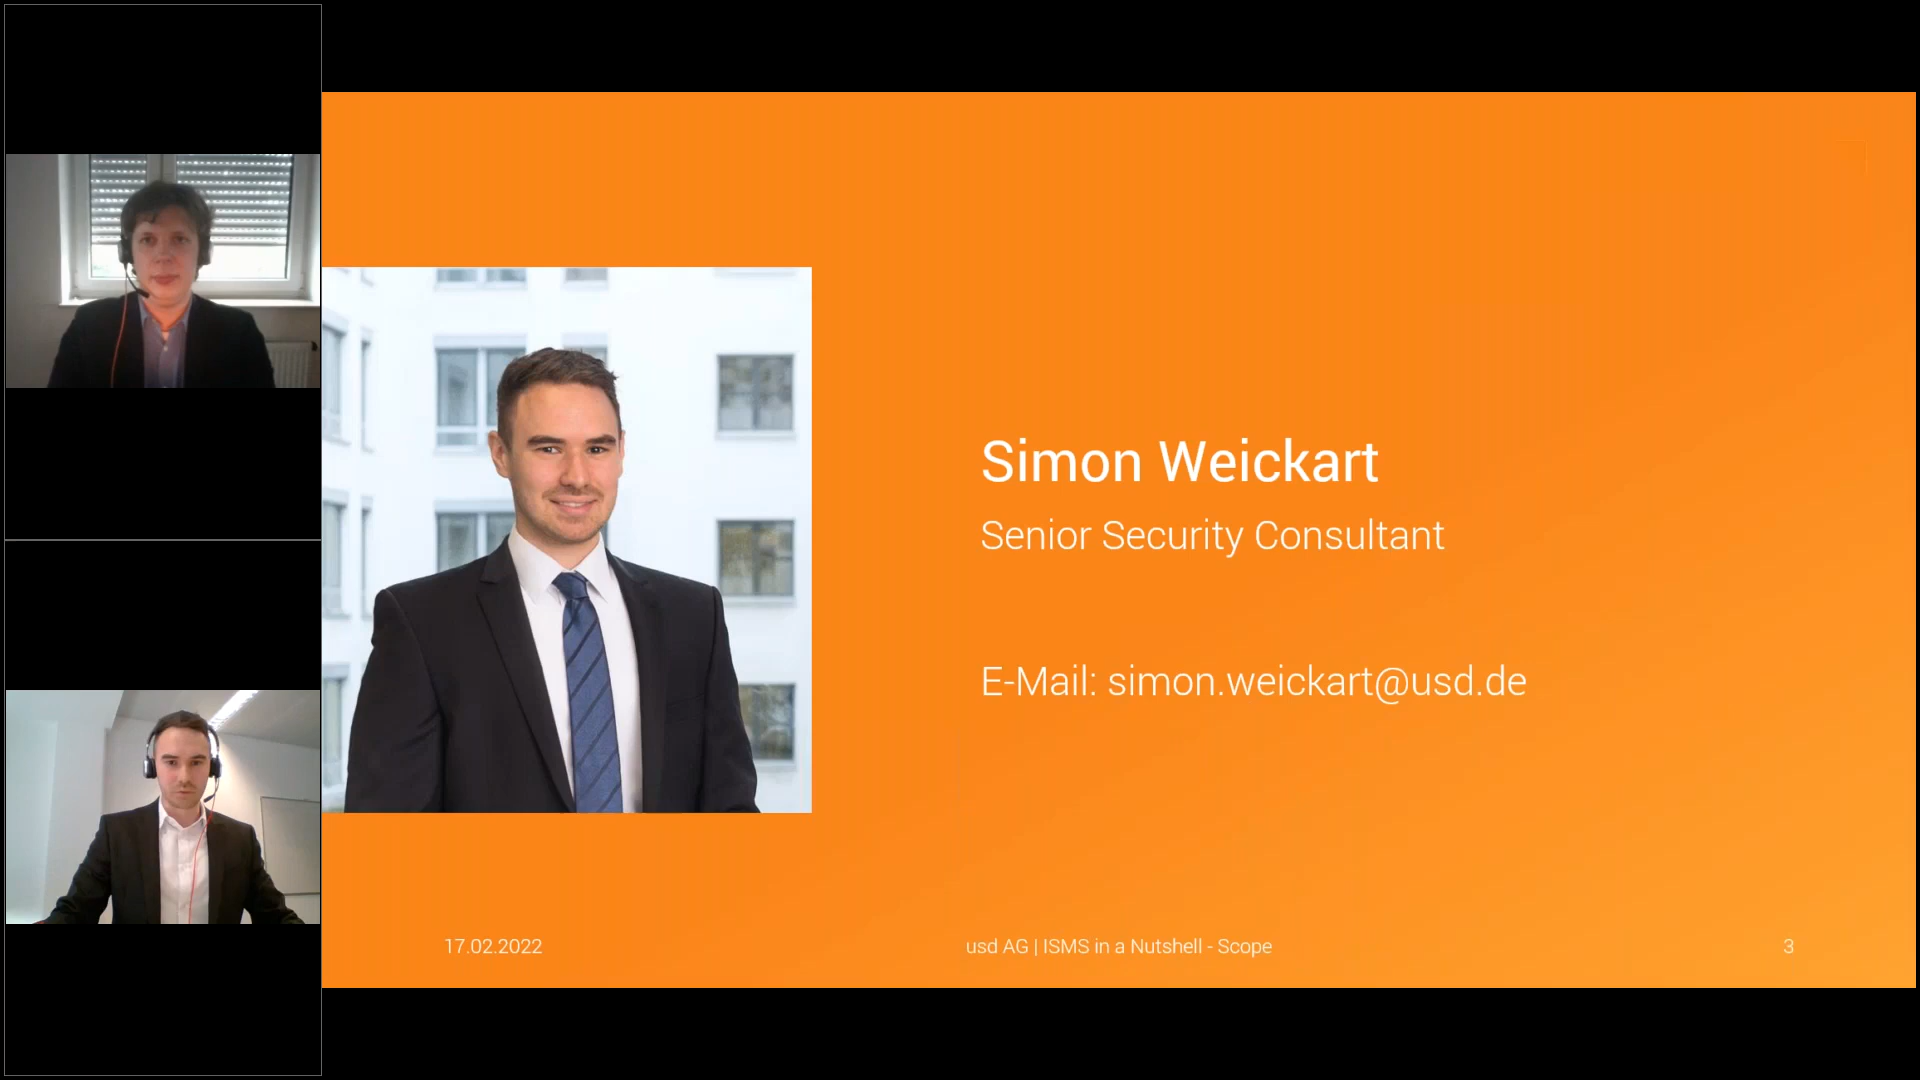 Simon Weickart
Senior Security Consultant
E-Mail: simon.weickart@usd.de
17.02.2022
usd AG | ISMS in a Nutshell - Scope
3